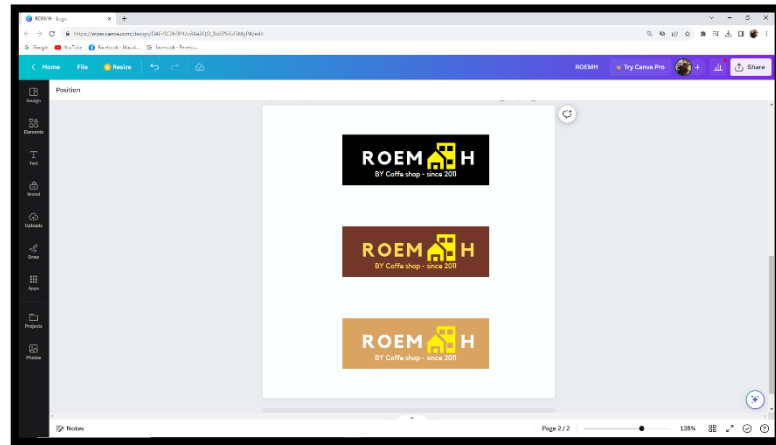 ROEMH - Logo
Google YouTube
Home File Resize ROEMH Try Canva Pro Share
Position
Design
Elements
Text
Brand
Uploads
Draw
Apps
Projects
Photos
ROEM H
BY Coffe shop - since 2011
ROEM H
BY Coffe shop - since 2011
ROEM H
BY Coffe shop - since 2011
Notes Page 2 / 2 135%